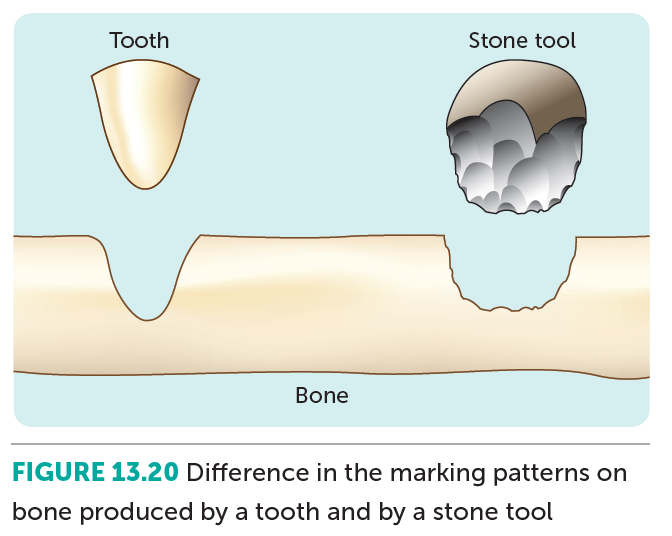 Tooth
Stone tool
Bone
FIGURE 13.20 Difference in the marking patterns on
bone produced by a tooth and by a stone tool